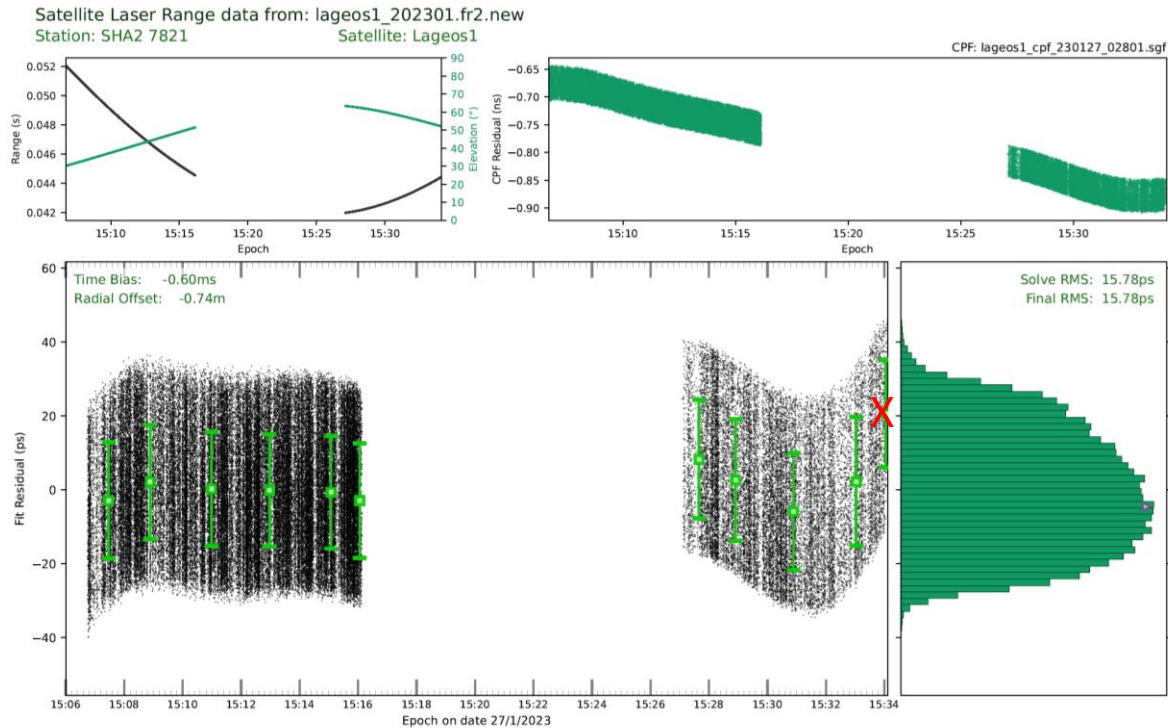 Satellite Laser Range data from: lageos1_202301.fr2.new
Station: SHA2 7821 Satellite: Lageos1
CPF: lageos1_cpf_230127_02801.sgf
0.052
0.050
0.048
0.046
0.044
0.042
Range (s)
90
80
70
60
50
40
30
20
10
0
Elevation (°)
15:10 15:15 15:20 15:25 15:30
Epoch
−0.65
−0.70
−0.75
−0.80
−0.85
−0.90
CPF Residual (ns)
15:10 15:15 15:20 15:25 15:30
Epoch
Time Bias: -0.60ms
Radial Offset: -0.74m
60
40
20
0
−20
−40
Fit Residual (ps)
X
15:06 15:08 15:10 15:12 15:14 15:16 15:18 15:20 15:22 15:24 15:26 15:28 15:30 15:32 15:34
Epoch on date 27/1/2023
Solve RMS: 15.78ps
Final RMS: 15.78ps